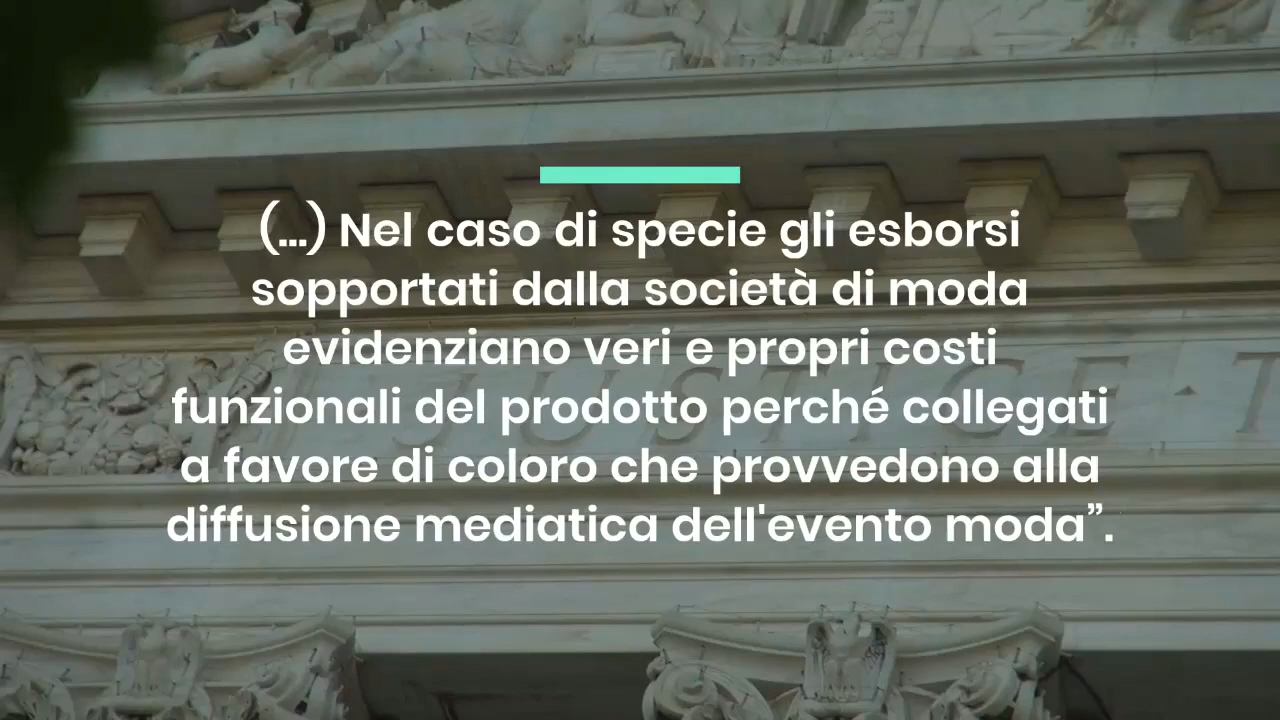 (...) Nel caso di specie gli esborsi
sopportati dalla società di moda
evidenziano veri e propri costi
funzionali del prodotto perché collegati
a favore di coloro che provvedono alla
diffusione mediatica dell'evento moda”.
JUSTICE · T